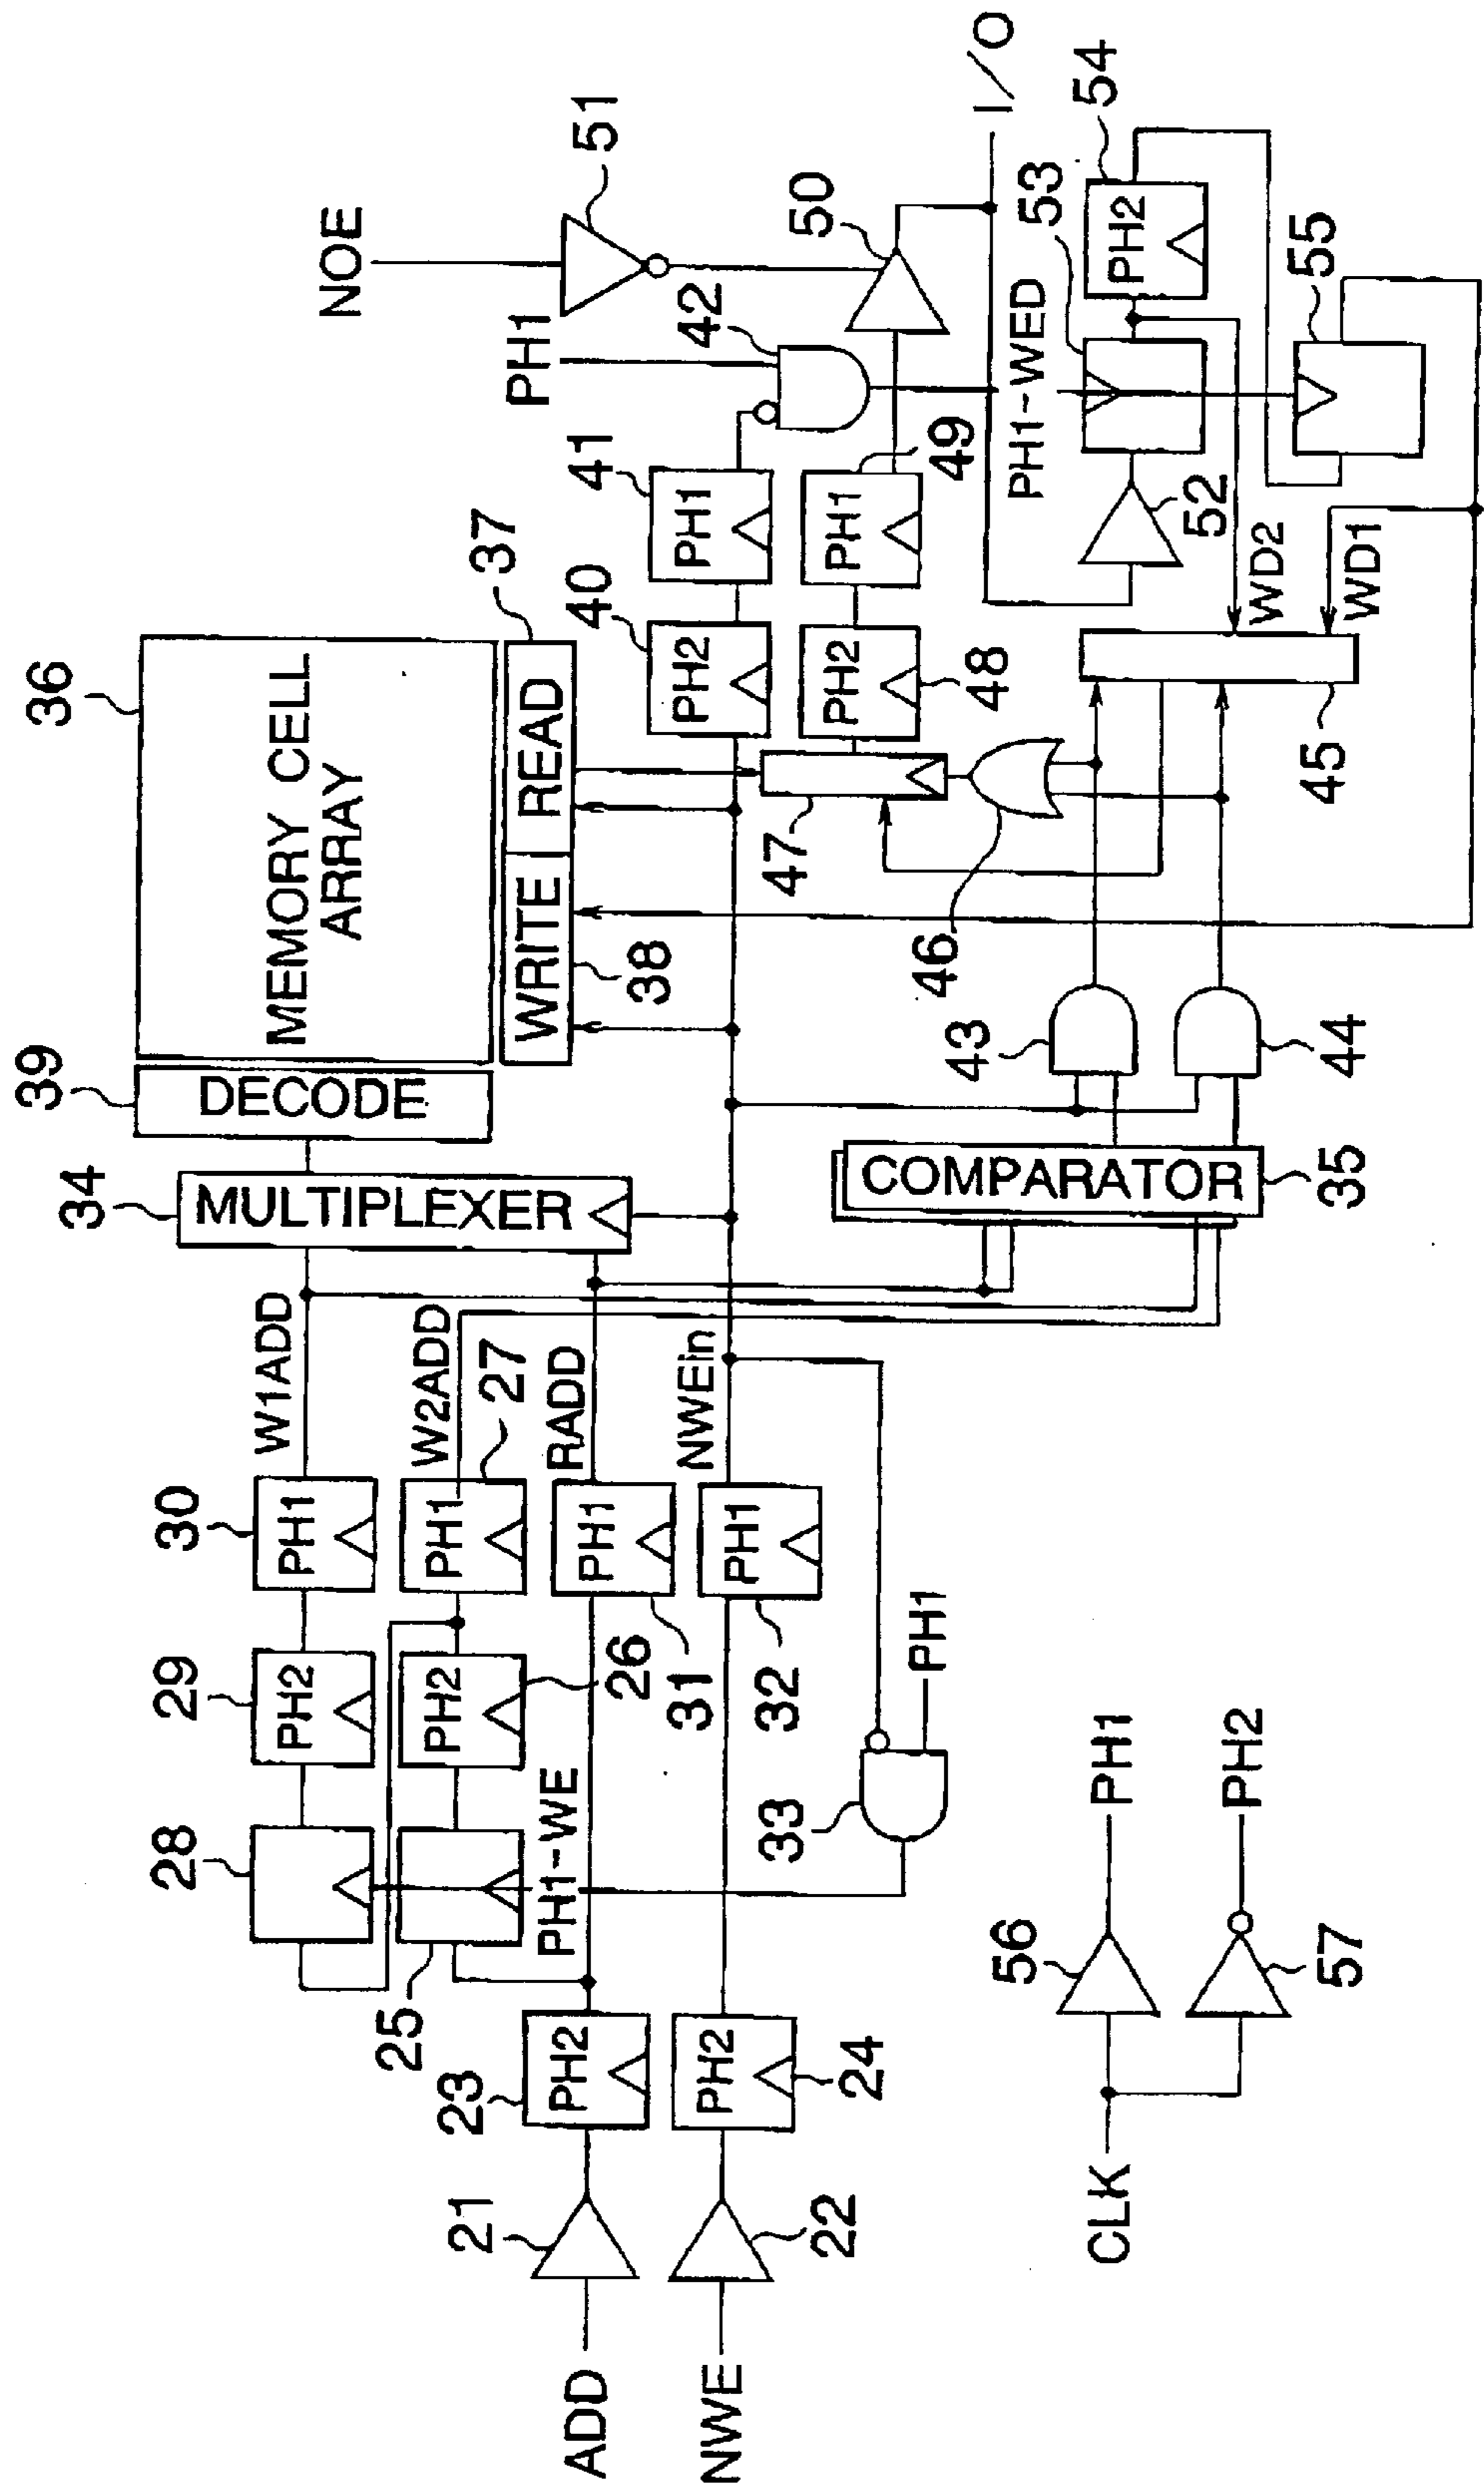 36
MEMORY CELL
ARRAY
39
DECODE
37
38
WRITE
READ
34
MULTIPLEXER
NOE
51
PH1
42
40
PH2
41
PH1
50
I/O
W1ADD
30
PH1
29
PH2
28
W2ADD
27
PH1
26
PH2
25
RADD
31
PH1
PH1-WE
NWEin
32
PH1
33
PH1
23
PH2
21
ADD
24
PH2
22
NWE
47
48
PH2
49
PH1
46
43
44
35
COMPARATOR
45
WD2
WD1
52
PH1-WED
53
54
PH2
55
CLK
56
PH1
57
PH2